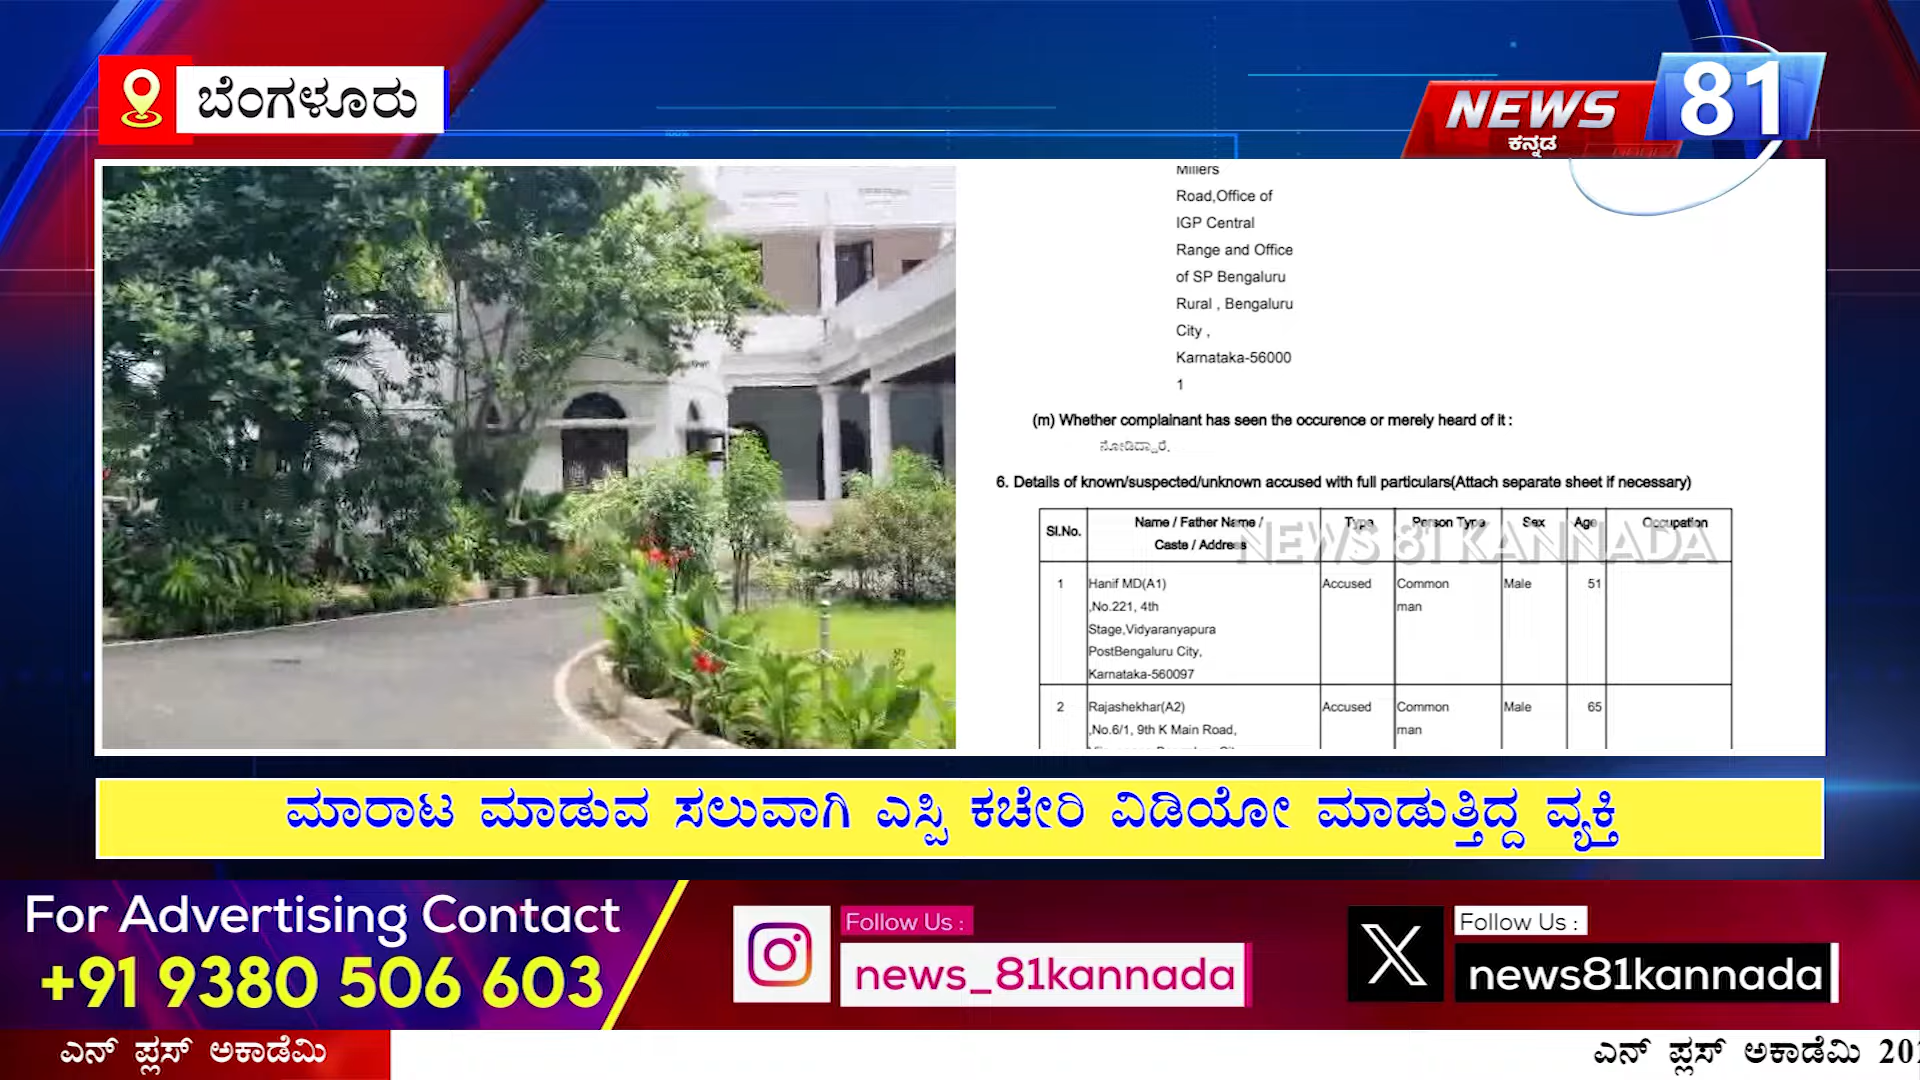 ಬೆಂಗಳೂರು
NEWS 81
ಕನ್ನಡ
Millers
Road,Office of
IGP Central
Range and Office
of SP Bengaluru
Rural , Bengaluru
City ,
Karnataka-56000
1
(m) Whether complainant has seen the occurence or merely heard of it :
ನೋಡಿದ್ದಾರೆ.
6. Details of known/suspected/unknown accused with full particulars(Attach separate sheet if necessary)
Sl.No. Name / Father Name / Caste / Address Type Person Type Sex Age Occupation
NEWS 81 KANNADA
1 Hanif MD(A1) Accused Common man Male 51
,No.221, 4th
Stage,Vidyaranyapura
PostBengaluru City,
Karnataka-560097
2 Rajashekhar(A2) Accused Common man Male 65
,No.6/1, 9th K Main Road,
ಮಾರಾಟ ಮಾಡುವ ಸಲುವಾಗಿ ಎಸ್ಪಿ ಕಚೇರಿ ವಿಡಿಯೋ ಮಾಡುತ್ತಿದ್ದ ವ್ಯಕ್ತಿ
For Advertising Contact
+91 9380 506 603
Follow Us :
news_81kannada
Follow Us :
news81kannada
ಎನ್ ಪ್ಲಸ್ ಅಕಾಡೆಮಿ
ಎನ್ ಪ್ಲಸ್ ಅಕಾಡೆಮಿ